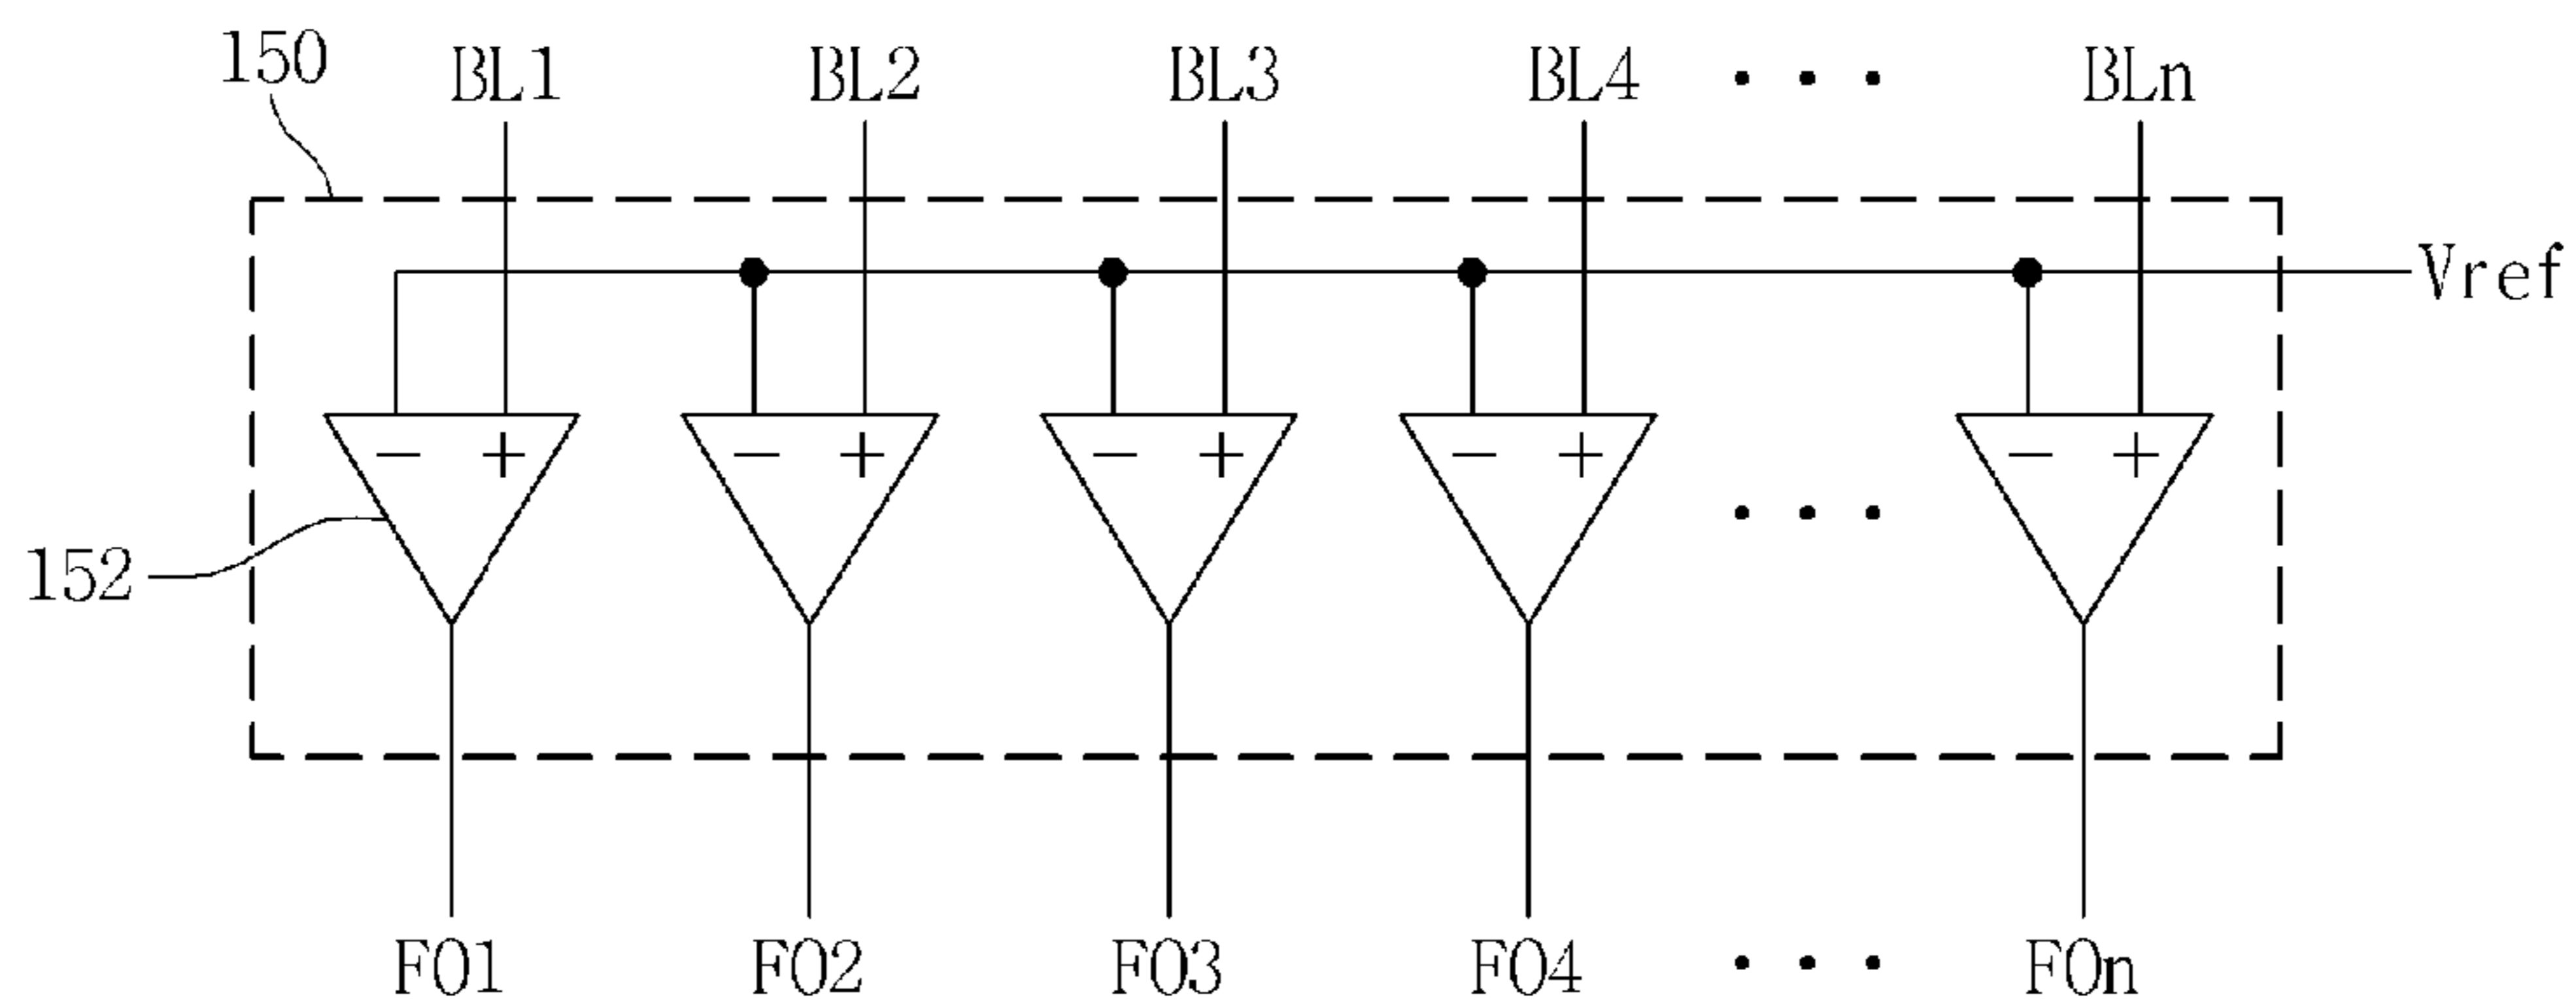 150 BL1 BL2 BL3 BL4 . . . BLn
Vref
− + − + − + − + − +
152 . . .
FO1 FO2 FO3 FO4 . . . FOn